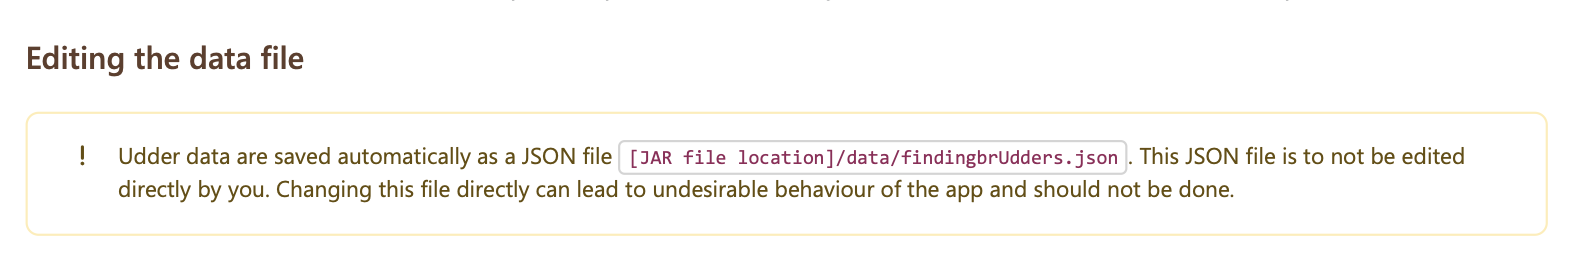 Editing the data file
! Udder data are saved automatically as a JSON file [JAR file location]/data/findingbrUdders.json. This JSON file is to not be edited
directly by you. Changing this file directly can lead to undesirable behaviour of the app and should not be done.